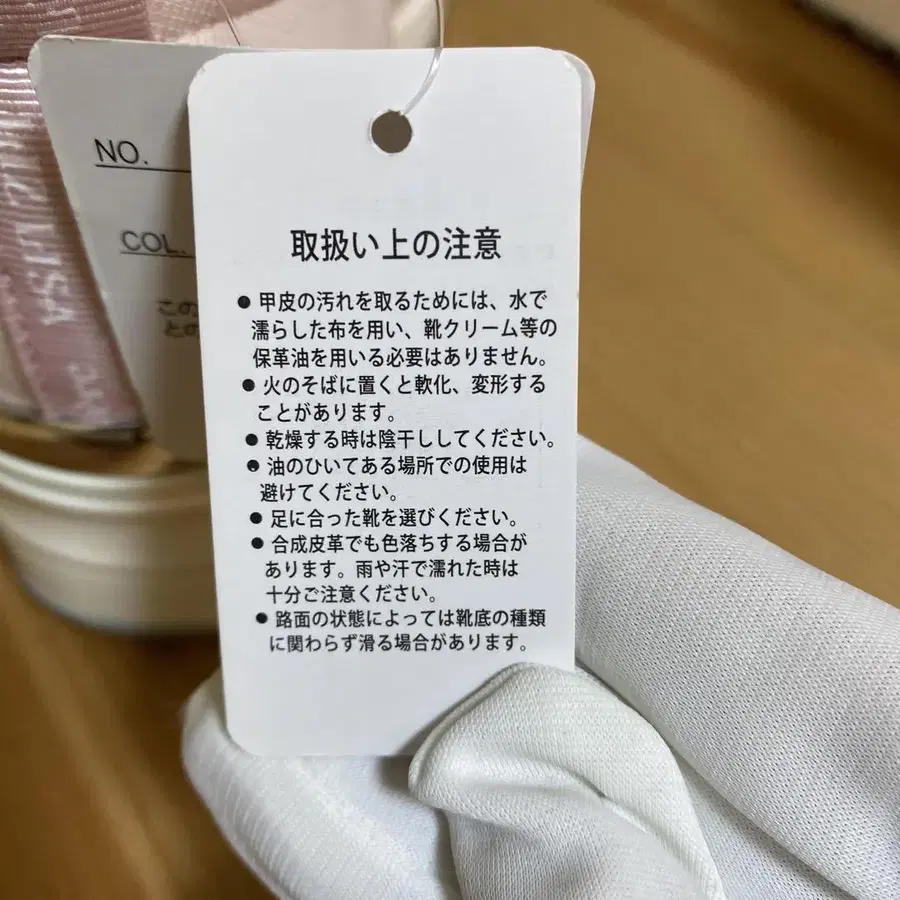 NO.
COL.
この
との
取扱い上の注意
● 甲皮の汚れを取るためには、水で
濡らした布を用い、靴クリーム等の
保革油を用いる必要はありません。
● 火のそばに置くと軟化、変形する
ことがあります。
● 乾燥する時は陰干ししてください。
● 油のひいてある場所での使用は
避けてください。
● 足に合った靴を選びください。
● 合成皮革でも色落ちする場合が
あります。雨や汗で濡れた時は
十分ご注意ください。
● 路面の状態によっては靴底の種類
に関わらず滑る場合があります。